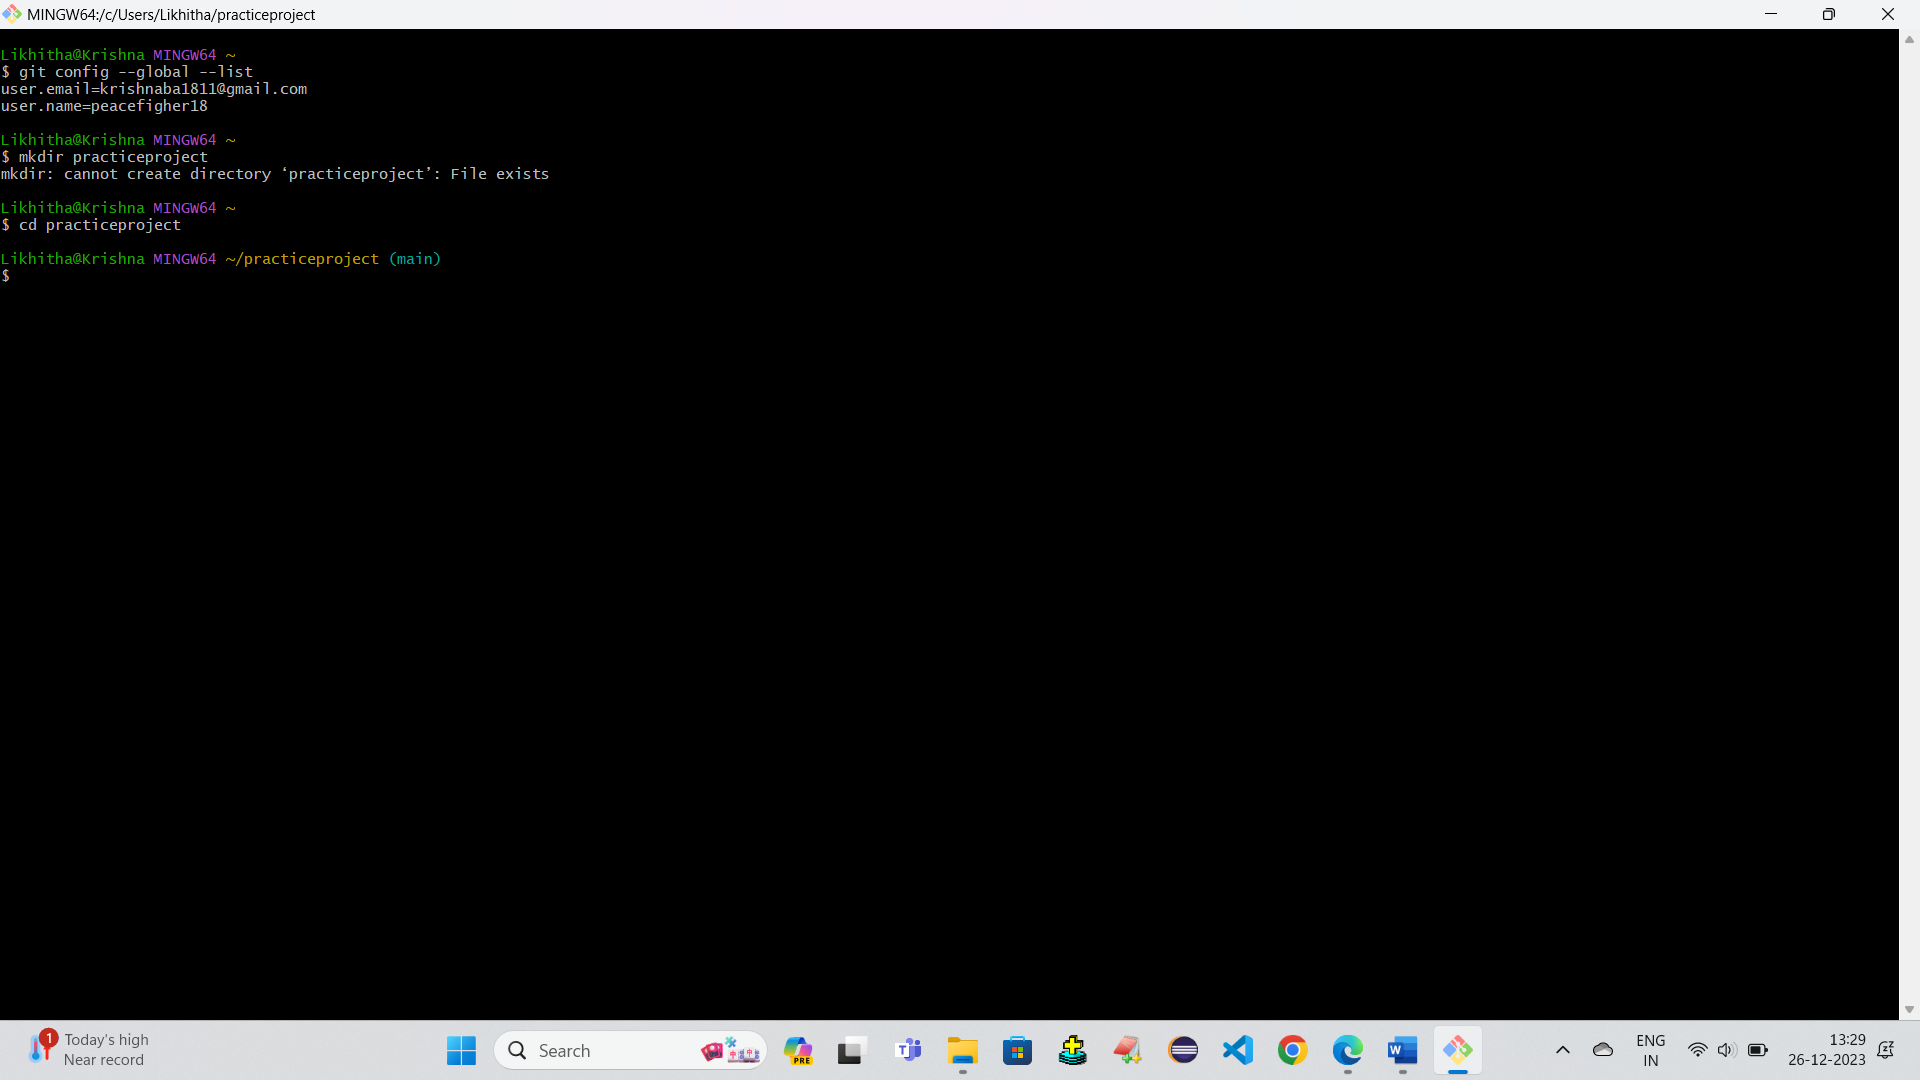 MINGW64:/c/Users/Likhitha/practiceproject
Likhitha@Krishna MINGW64 ~
$ git config --global --list
user.email=krishnaba1811@gmail.com
user.name=peacefigher18
Likhitha@Krishna MINGW64 ~
$ mkdir practiceproject
mkdir: cannot create directory ‘practiceproject’: File exists
Likhitha@Krishna MINGW64 ~
$ cd practiceproject
Likhitha@Krishna MINGW64 ~/practiceproject (main)
$
1
Today's high
Near record
Search
PRE
ENG
IN
13:29
26-12-2023